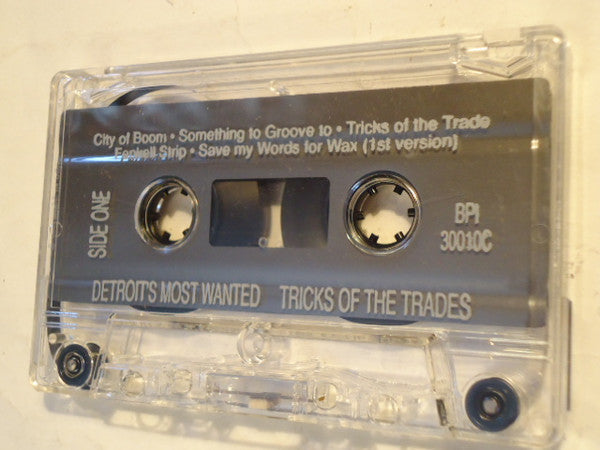 City of Boom • Something to Groove to • Tricks of the Trade
Fenkell Strip • Save my Words for Wax (1st version)
SIDE ONE
BPI
30010C
DETROIT'S MOST WANTED TRICKS OF THE TRADES